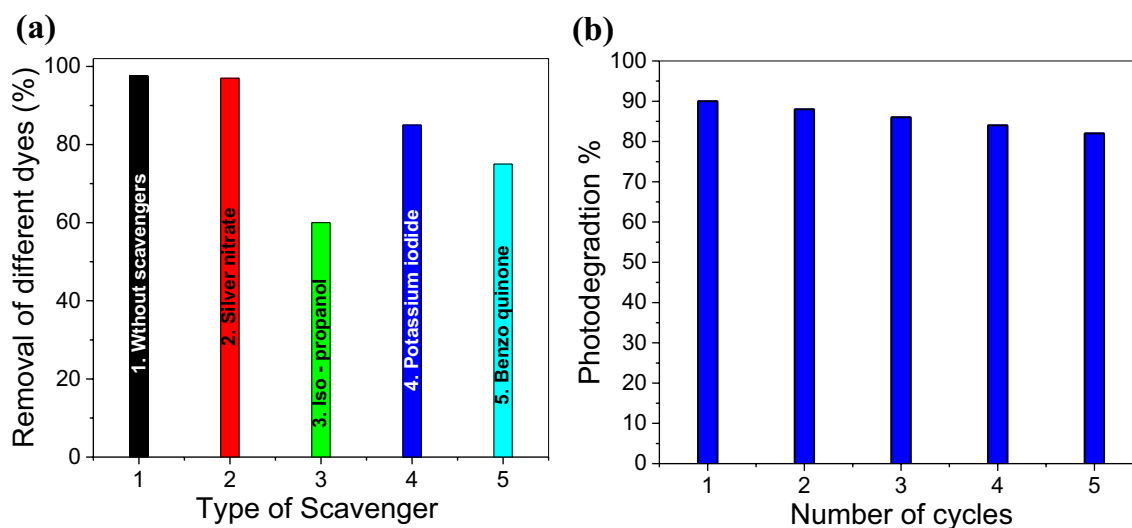 (a)
Removal of different dyes (%)
100
80
60
40
20
0
1. Wthout scavengers
2. Silver nitrate
3. Iso - propanol
4. Potassium iodide
5. Benzo quinone
1 2 3 4 5
Type of Scavenger
(b)
Photodegradtion %
100
90
80
70
60
50
40
30
20
10
0
1 2 3 4 5
Number of cycles